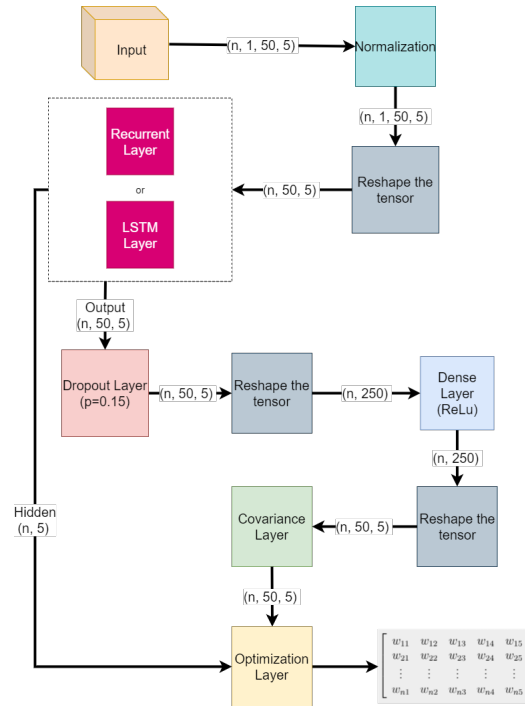 Input
(n, 1, 50, 5)
Normalization
(n, 1, 50, 5)
Recurrent
Layer
or
LSTM
Layer
(n, 50, 5)
Reshape the
tensor
Output
(n, 50, 5)
Dropout Layer
(p=0.15)
(n, 50, 5)
Reshape the
tensor
(n, 250)
Dense
Layer
(ReLu)
(n, 250)
Hidden
(n, 5)
Covariance
Layer
(n, 50, 5)
Reshape the
tensor
(n, 50, 5)
Optimization
Layer
w11 w12 w13 w14 w15
w21 w22 w23 w24 w25
⋮ ⋮ ⋮ ⋮ ⋮
wn1 wn2 wn3 wn4 wn5